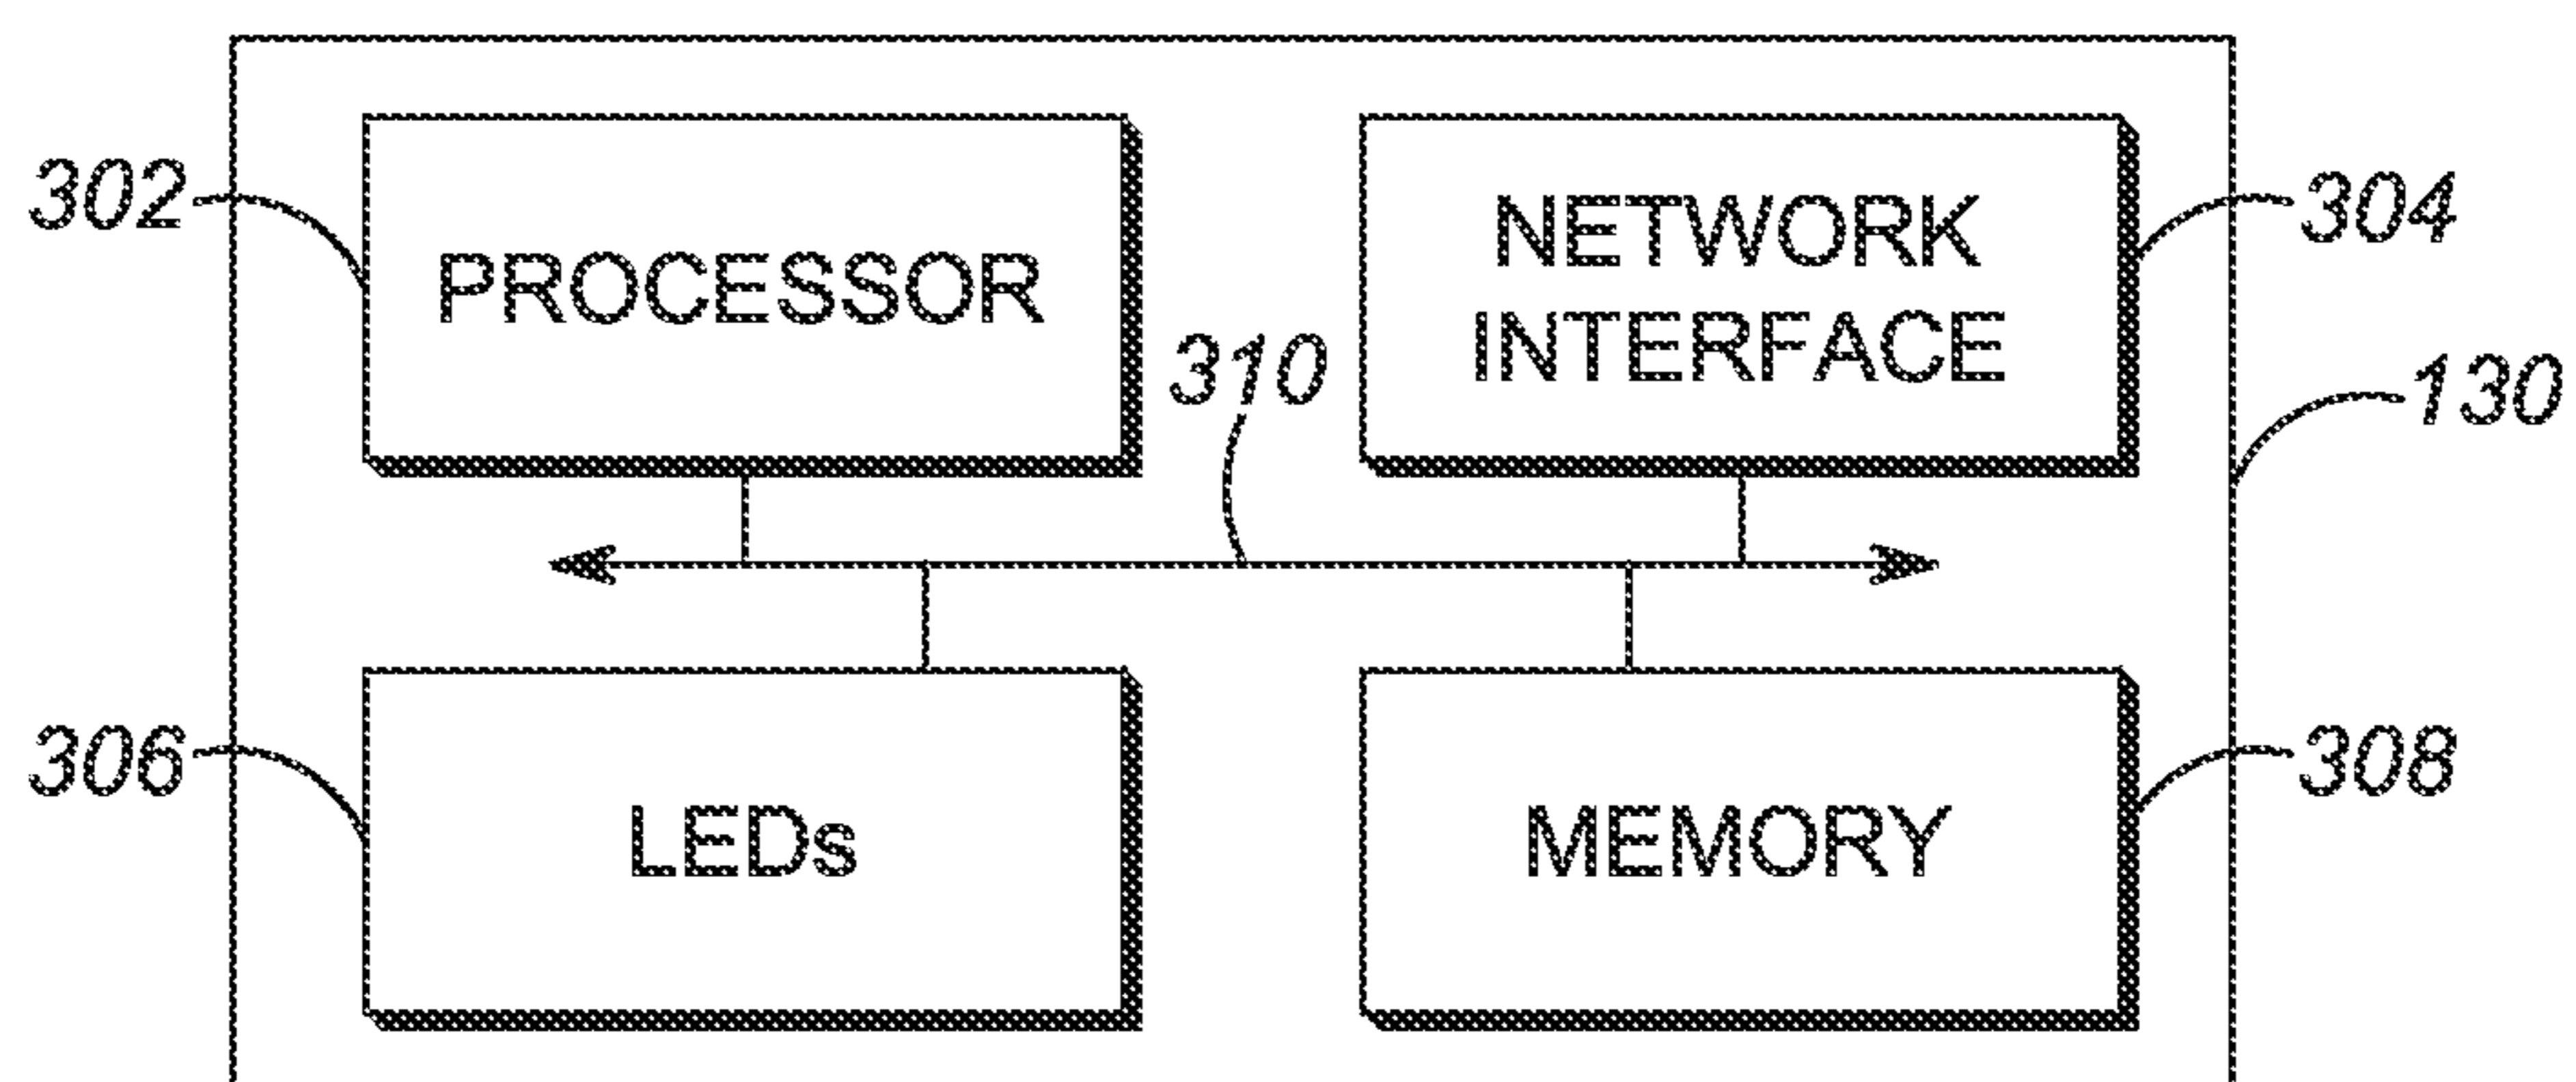 302
PROCESSOR
NETWORK
INTERFACE
304
310
130
306
LEDs
MEMORY
308